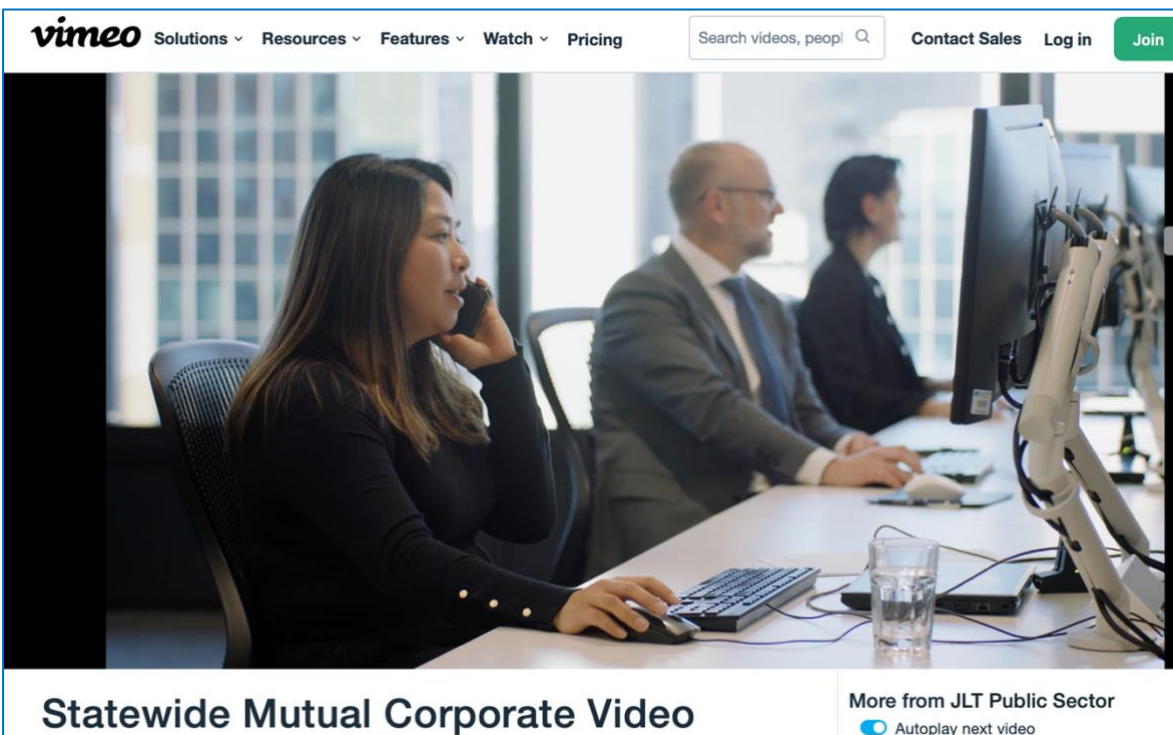 vimeo Solutions Resources Features Watch Pricing Search videos, peopl Contact Sales Log in Join
Statewide Mutual Corporate Video
More from JLT Public Sector
Autoplay next video